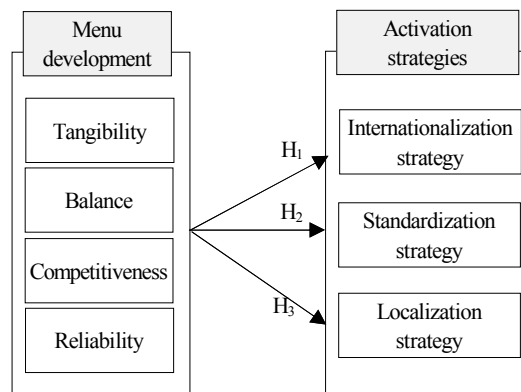 Menu
development
Tangibility
Balance
Competitiveness
Reliability
H1
H2
H3
Activation
strategies
Internationalization
strategy
Standardization
strategy
Localization
strategy